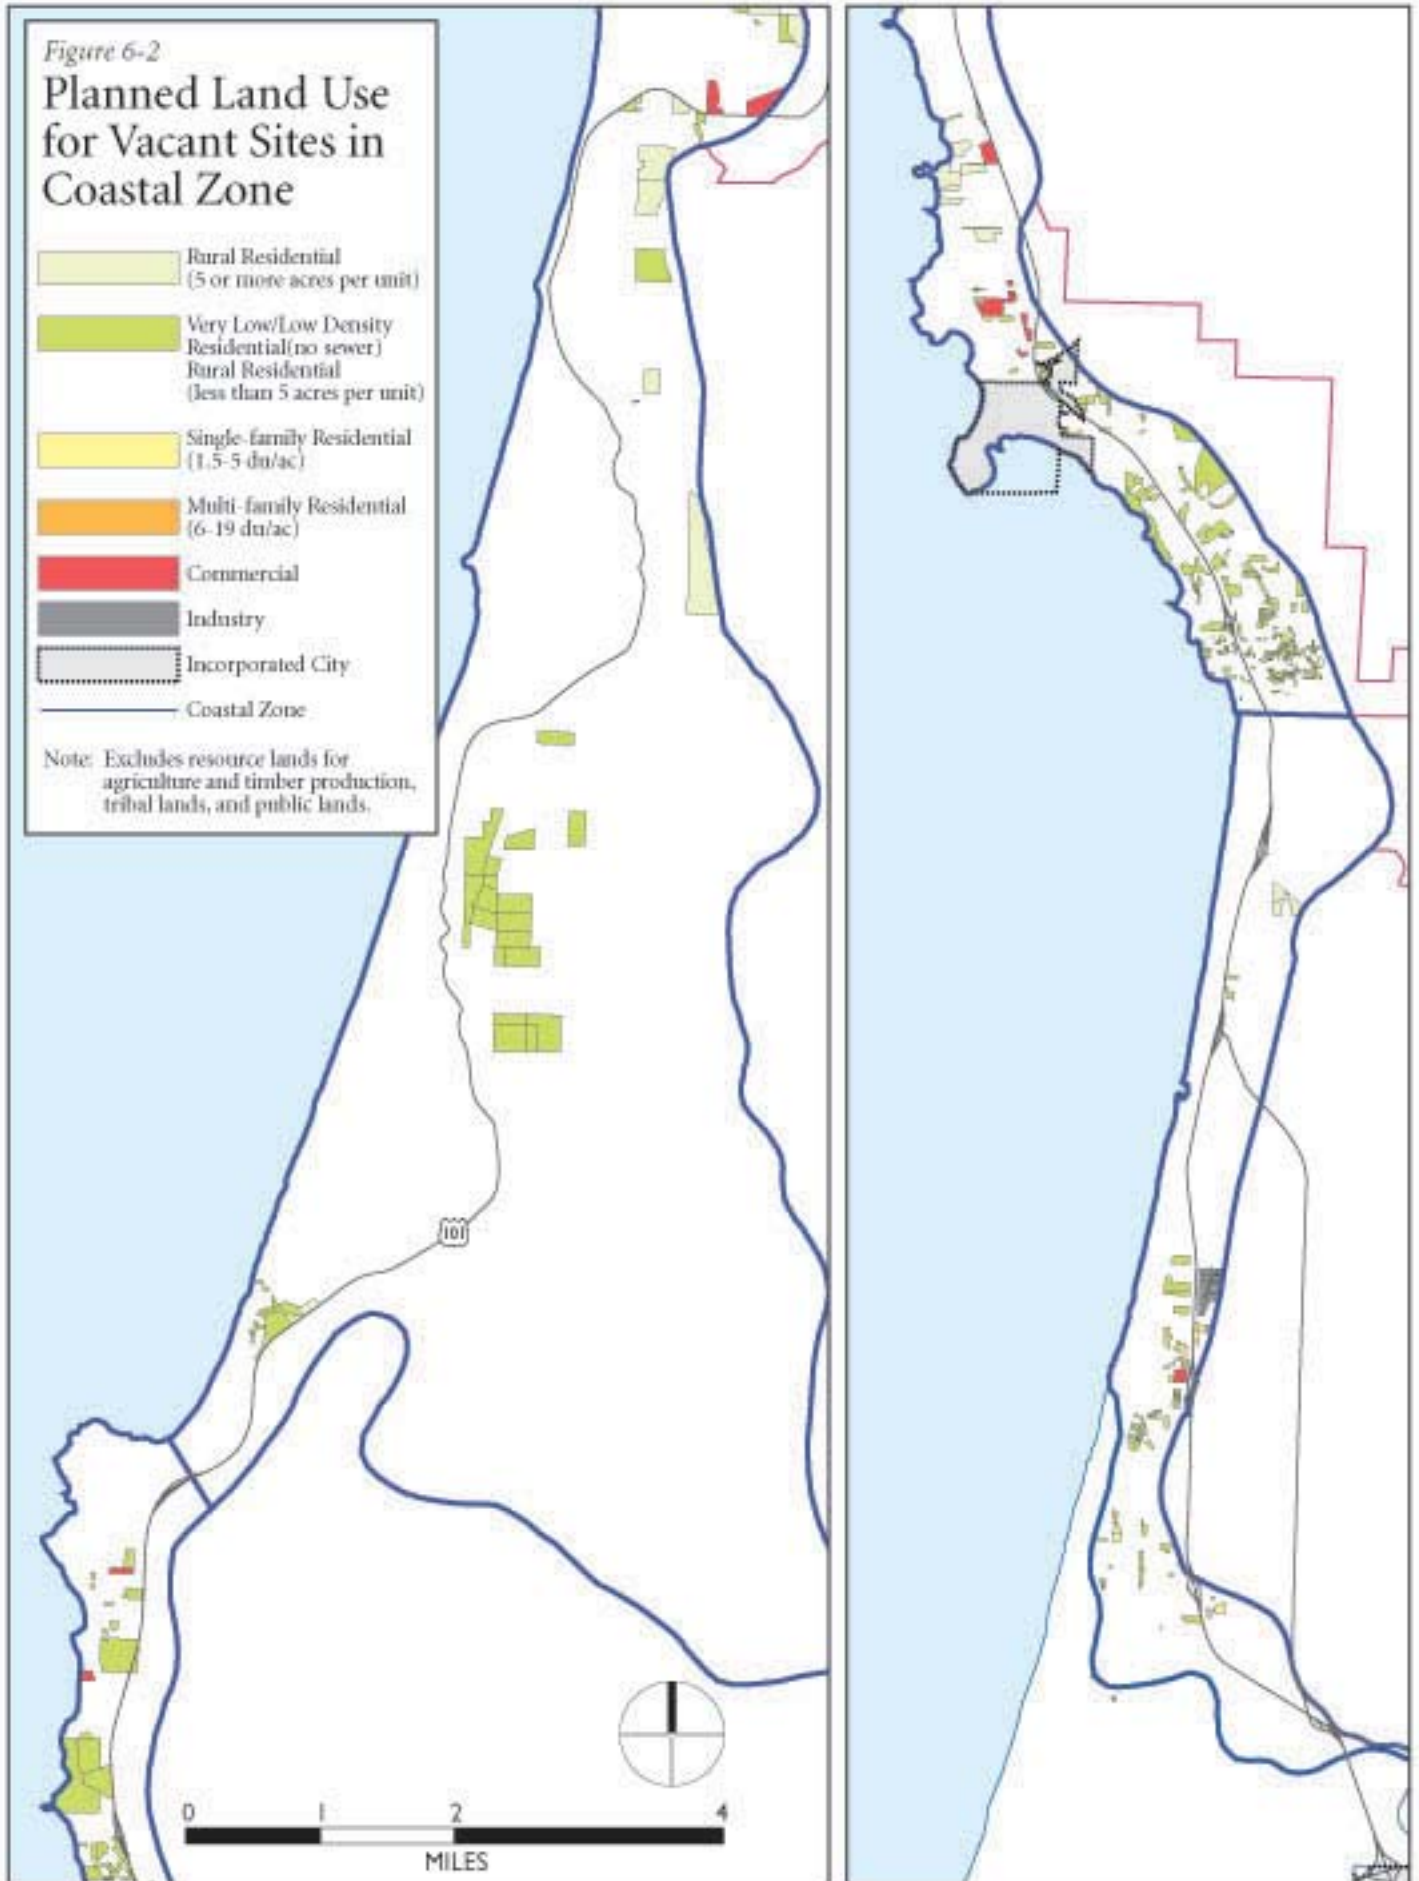 Figure 6-2
Planned Land Use
for Vacant Sites in
Coastal Zone
Rural Residential
(5 or more acres per unit)
Very Low/Low Density
Residential(no sewer)
Rural Residential
(less than 5 acres per unit)
Single-family Residential
(1.5-5 du/ac)
Multi-family Residential
(6-19 du/ac)
Commercial
Industry
Incorporated City
Coastal Zone
Note: Excludes resource lands for
agriculture and timber production,
tribal lands, and public lands.
101
0 1 2 4
MILES